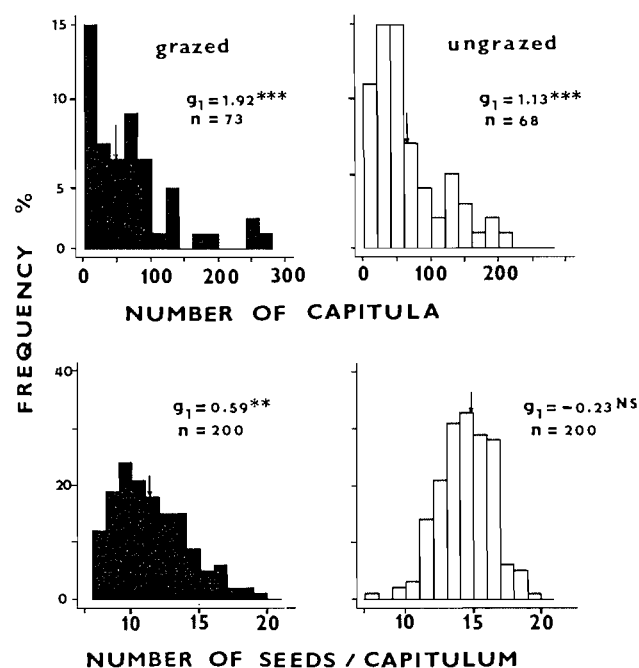 grazed
ungrazed
15
10
5
0
g₁=1.92***
n = 73
g₁=1.13***
n = 68
0 100 200 300
0 100 200
NUMBER OF CAPITULA
FREQUENCY %
40
20
0
g₁=0.59**
n = 200
g₁=-0.23 NS
n = 200
10 15 20
10 15 20
NUMBER OF SEEDS / CAPITULUM